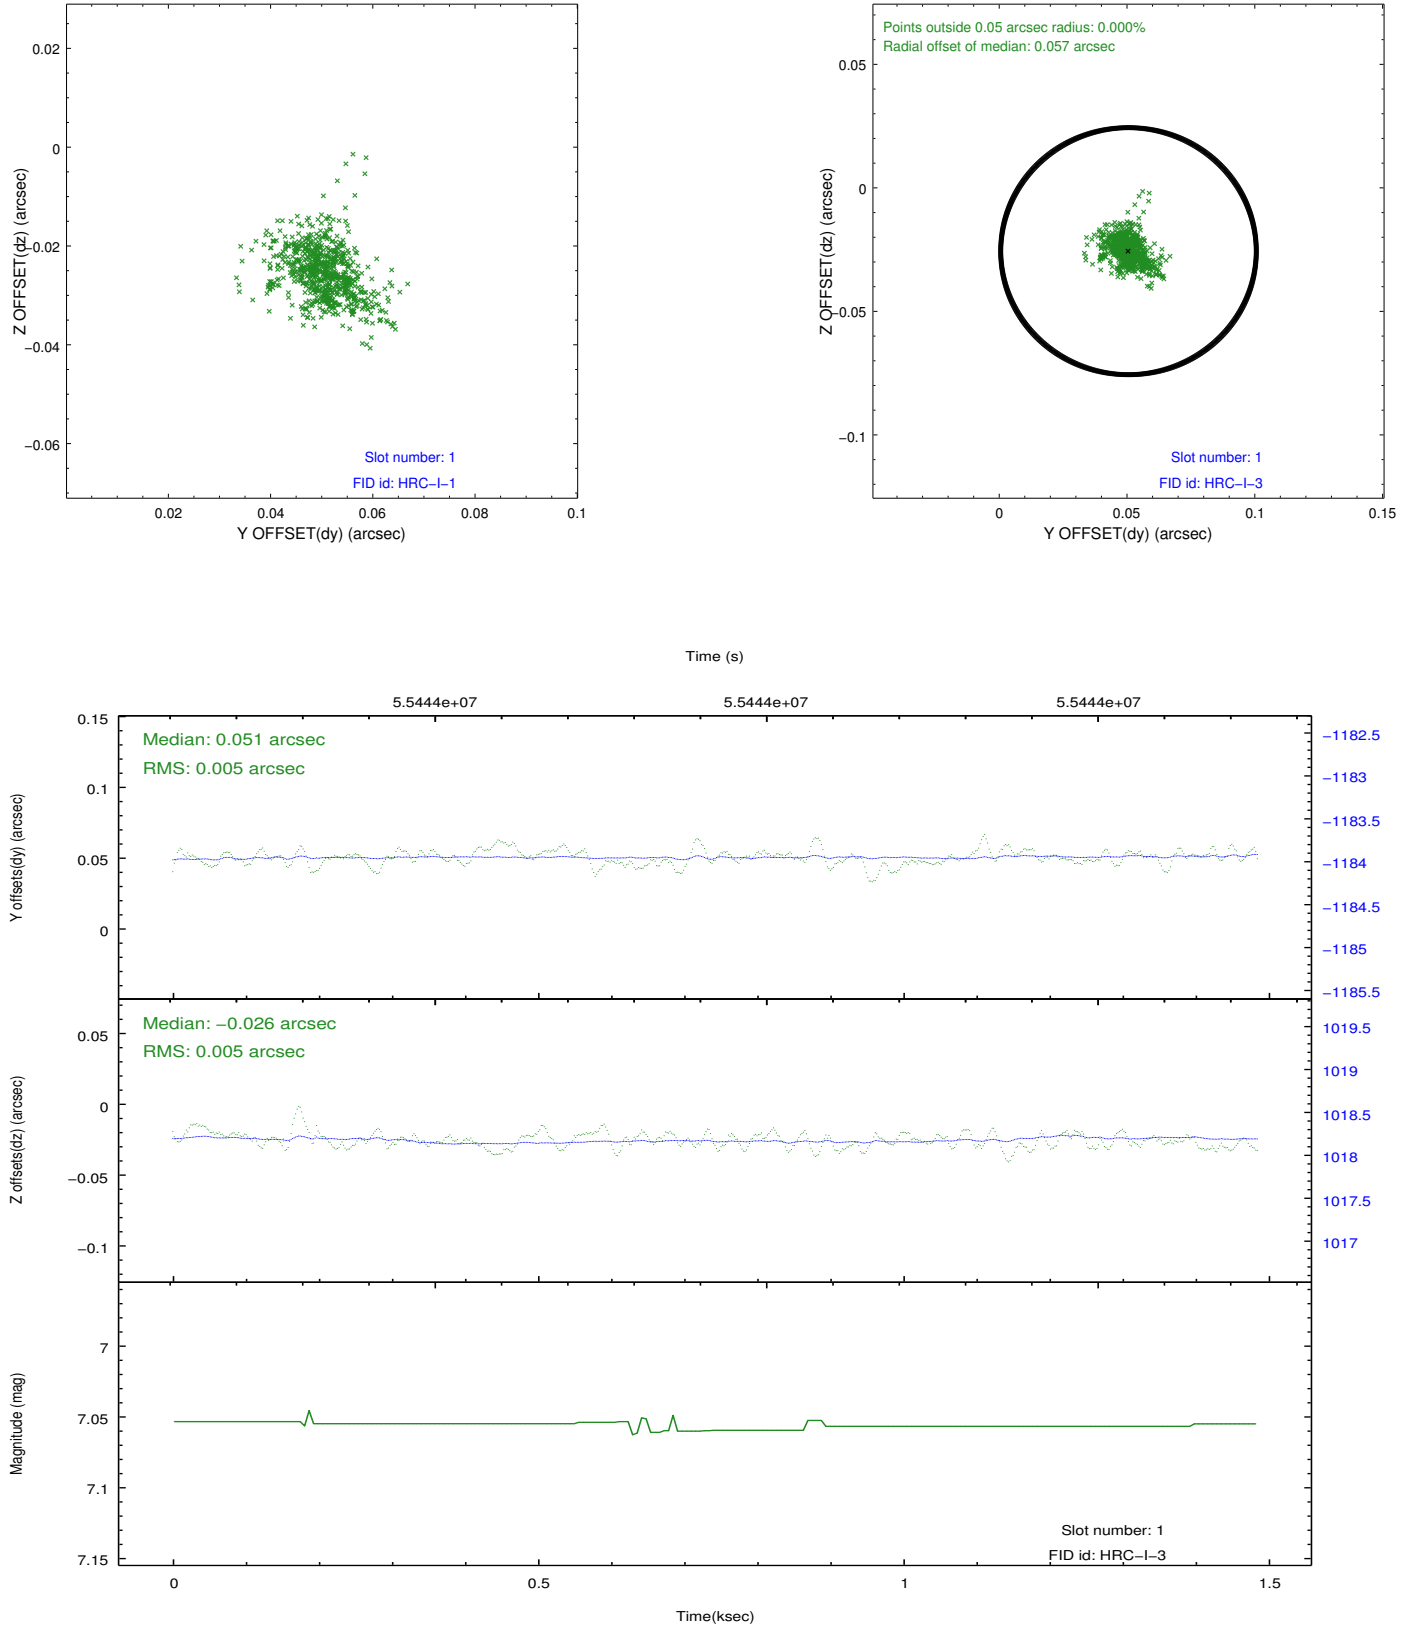 0.02
0
−0.02
−0.04
−0.06
Z OFFSET(dz) (arcsec)
Slot number: 1
FID id: HRC−I−1
0.02
0.04
0.06
0.08
0.1
Y OFFSET(dy) (arcsec)
Points outside 0.05 arcsec radius: 0.000%
Radial offset of median: 0.057 arcsec
0.05
0
−0.05
−0.1
Z OFFSET(dz) (arcsec)
Slot number: 1
FID id: HRC−I−3
0
0.05
0.1
0.15
Y OFFSET(dy) (arcsec)
Time (s)
5.5444e+07
5.5444e+07
5.5444e+07
0.15
0.1
0.05
0
Y offsets(dy) (arcsec)
Median: 0.051 arcsec
RMS: 0.005 arcsec
−1182.5
−1183
−1183.5
−1184
−1184.5
−1185
−1185.5
0.05
0
−0.05
−0.1
Z offsets(dz) (arcsec)
Median: −0.026 arcsec
RMS: 0.005 arcsec
1019.5
1019
1018.5
1018
1017.5
1017
7
7.05
7.1
7.15
Magnitude (mag)
Slot number: 1
FID id: HRC−I−3
0
0.5
1
1.5
Time(ksec)